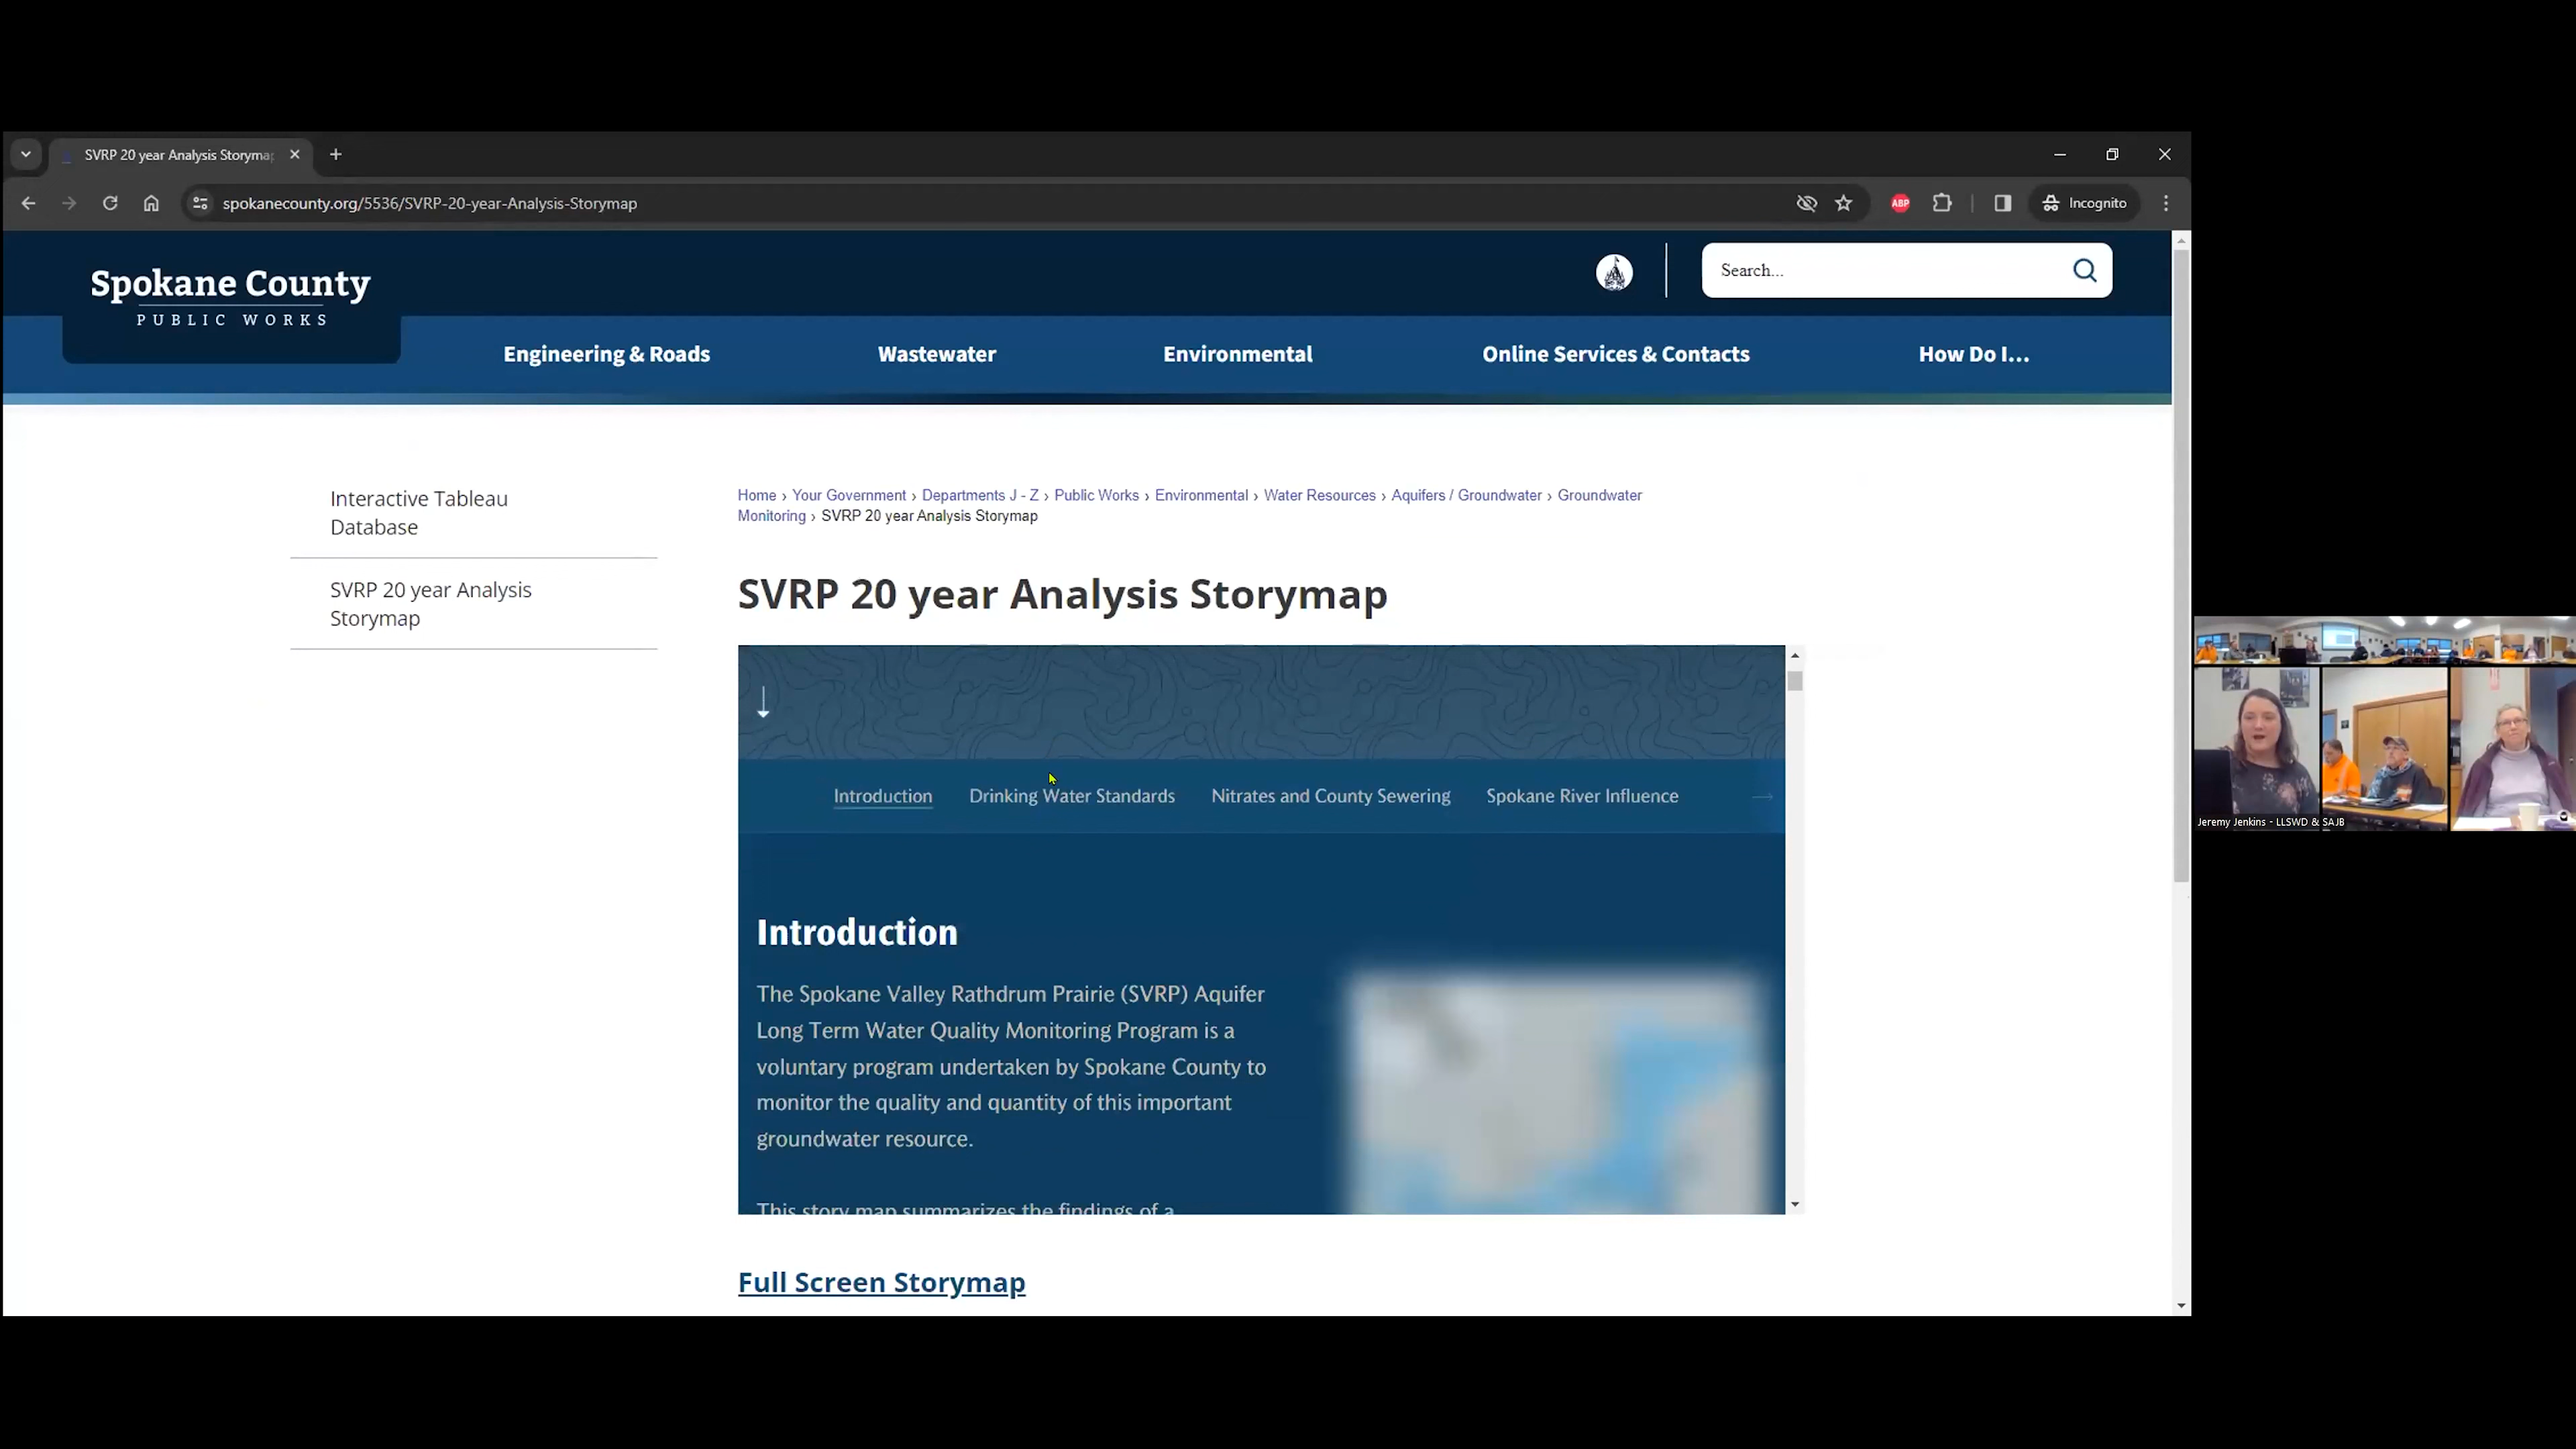 SVRP 20 year Analysis Storymap
spokanecounty.org/5536/SVRP-20-year-Analysis-Storymap
ABP
Incognito
Spokane County
PUBLIC WORKS
Search...
Engineering & Roads
Wastewater
Environmental
Online Services & Contacts
How Do I...
Interactive Tableau
Database
SVRP 20 year Analysis
Storymap
Home › Your Government › Departments J - Z › Public Works › Environmental › Water Resources › Aquifers / Groundwater › Groundwater
Monitoring › SVRP 20 year Analysis Storymap
SVRP 20 year Analysis Storymap
Introduction
Drinking Water Standards
Nitrates and County Sewering
Spokane River Influence
Introduction
The Spokane Valley Rathdrum Prairie (SVRP) Aquifer
Long Term Water Quality Monitoring Program is a
voluntary program undertaken by Spokane County to
monitor the quality and quantity of this important
groundwater resource.
This story map summarizes the findings of a
Full Screen Storymap
Jeremy Jenkins - LLSWD & SAJB